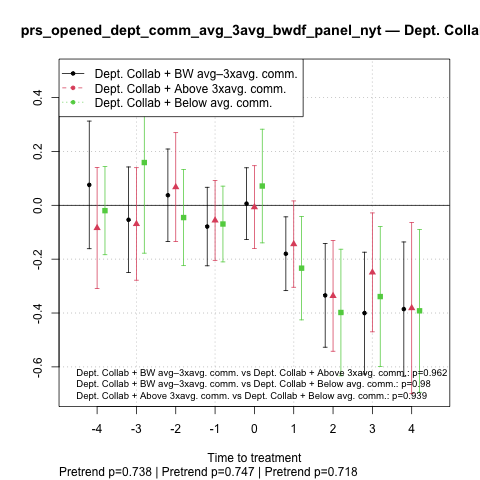 prs_opened_dept_comm_avg_3avg_bwdf_panel_nyt — Dept. Colla
Dept. Collab + BW avg–3xavg. comm.
Dept. Collab + Above 3xavg. comm.
Dept. Collab + Below avg. comm.
0.4
0.2
0.0
-0.2
-0.4
-0.6
Dept. Collab + BW avg–3xavg. comm. vs Dept. Collab + Above 3xavg. comm.: p=0.962
Dept. Collab + BW avg–3xavg. comm. vs Dept. Collab + Below avg. comm.: p=0.98
Dept. Collab + Above 3xavg. comm. vs Dept. Collab + Below avg. comm.: p=0.939
-4 -3 -2 -1 0 1 2 3 4
Time to treatment
Pretrend p=0.738 | Pretrend p=0.747 | Pretrend p=0.718